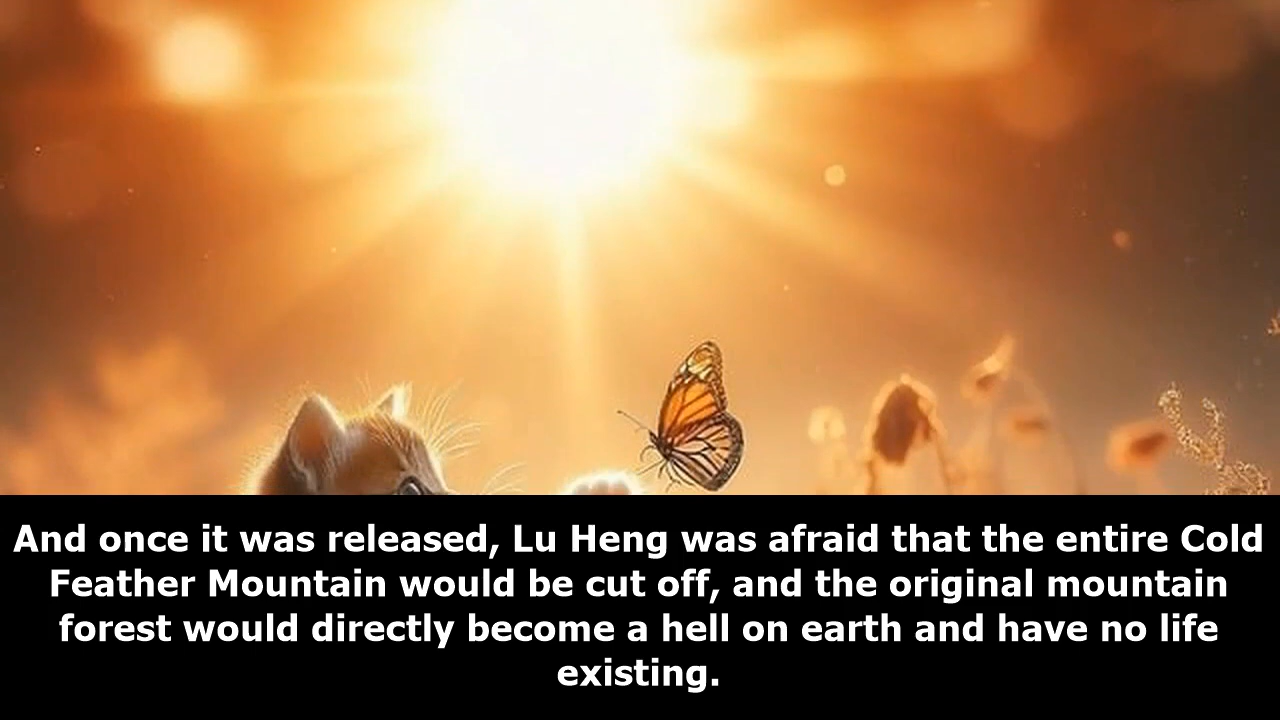 And once it was released, Lu Heng was afraid that the entire Cold
Feather Mountain would be cut off, and the original mountain
forest would directly become a hell on earth and have no life
existing.